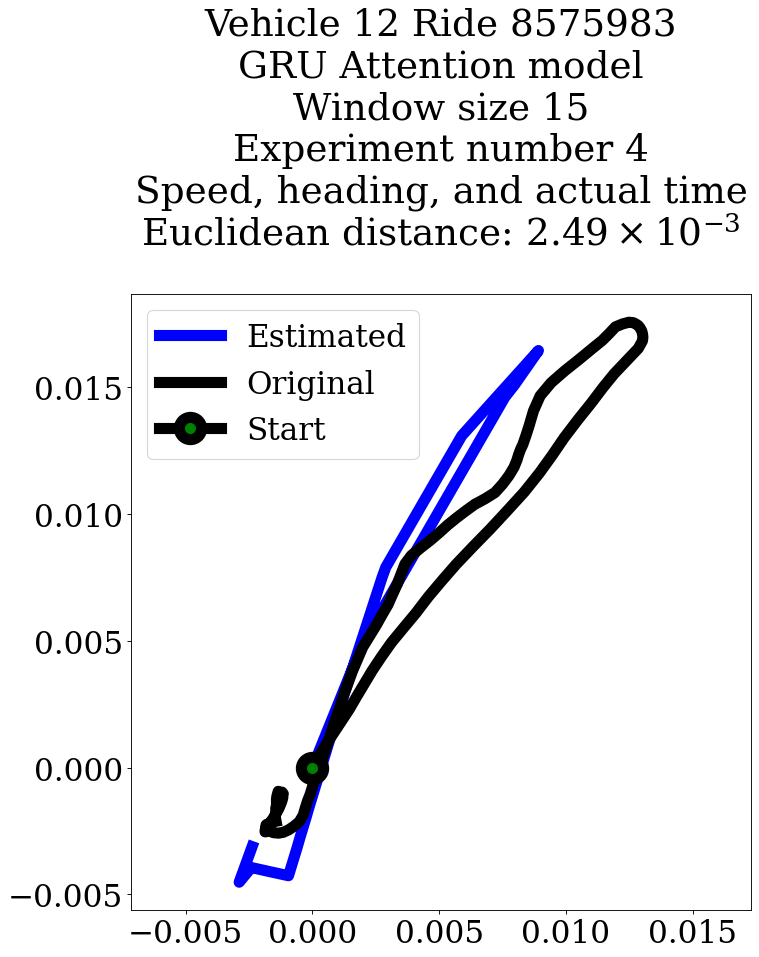 Vehicle 12 Ride 8575983
GRU Attention model
Window size 15
Experiment number 4
Speed, heading, and actual time
Euclidean distance: 2.49 × 10⁻³
Estimated
Original
Start
0.015
0.010
0.005
0.000
−0.005
−0.005 0.000 0.005 0.010 0.015